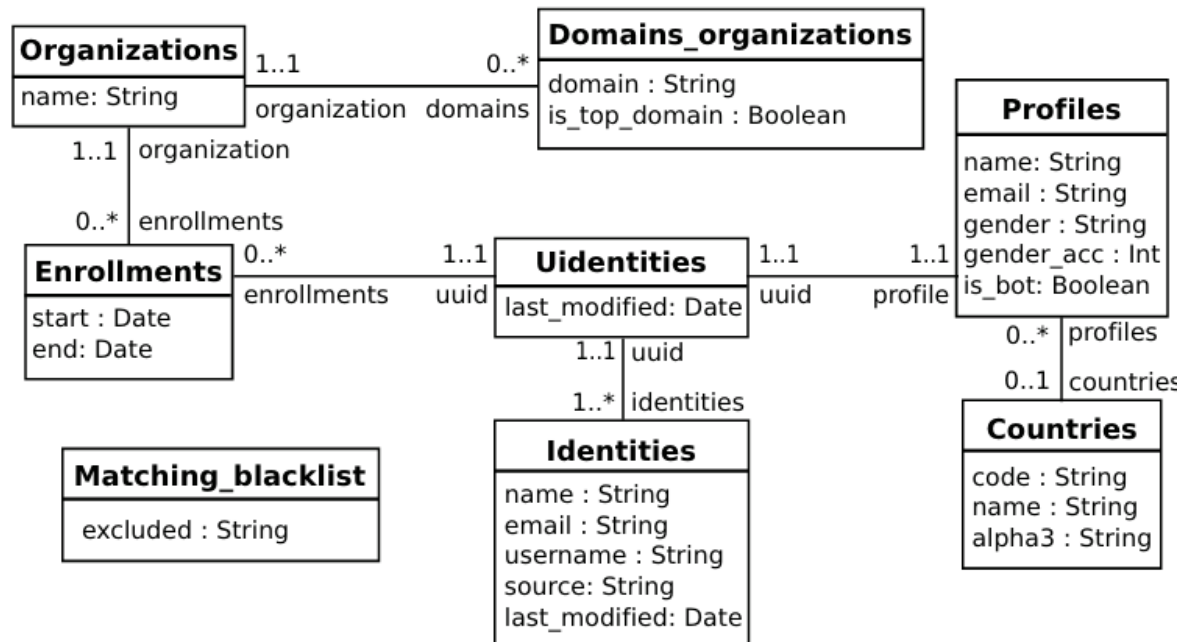 Organizations
name: String
1..1
0..*
organization
domains
Domains_organizations
domain : String
is_top_domain : Boolean
Profiles
name: String
email : String
gender : String
gender_acc : Int
is_bot: Boolean
1..1
organization
0..*
enrollments
Enrollments
start : Date
end: Date
0..*
1..1
enrollments
uuid
Uidentities
last_modified: Date
1..1
1..1
uuid
profile
0..*
profiles
0..1
countries
Countries
code : String
name : String
alpha3 : String
1..1
uuid
1..*
identities
Identities
name : String
email : String
username : String
source: String
last_modified: Date
Matching_blacklist
excluded : String